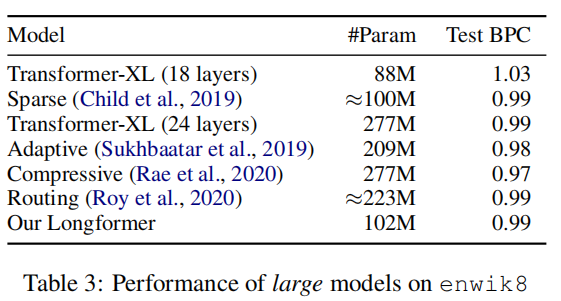 Model #Param Test BPC
Transformer-XL (18 layers) 88M 1.03
Sparse (Child et al., 2019) ≈100M 0.99
Transformer-XL (24 layers) 277M 0.99
Adaptive (Sukhbaatar et al., 2019) 209M 0.98
Compressive (Rae et al., 2020) 277M 0.97
Routing (Roy et al., 2020) ≈223M 0.99
Our Longformer 102M 0.99
Table 3: Performance of large models on enwik8